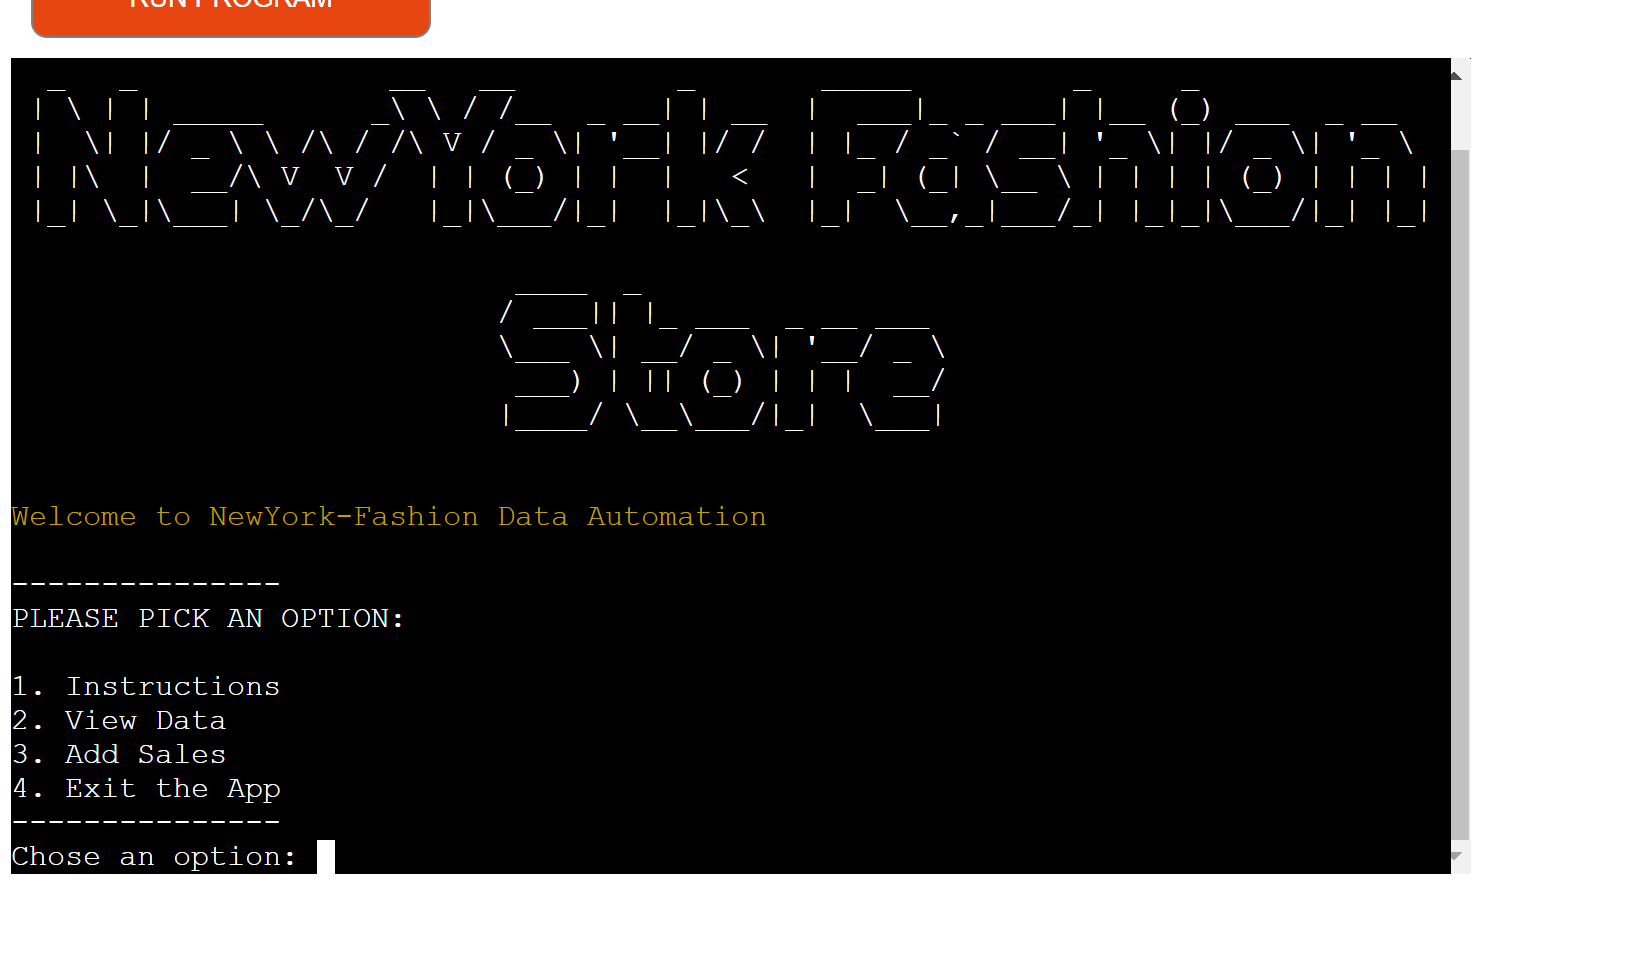 RUN PROGRAM
NewYork Fashion
Store
Welcome to NewYork-Fashion Data Automation
---------------
PLEASE PICK AN OPTION:
1. Instructions
2. View Data
3. Add Sales
4. Exit the App
---------------
Chose an option: